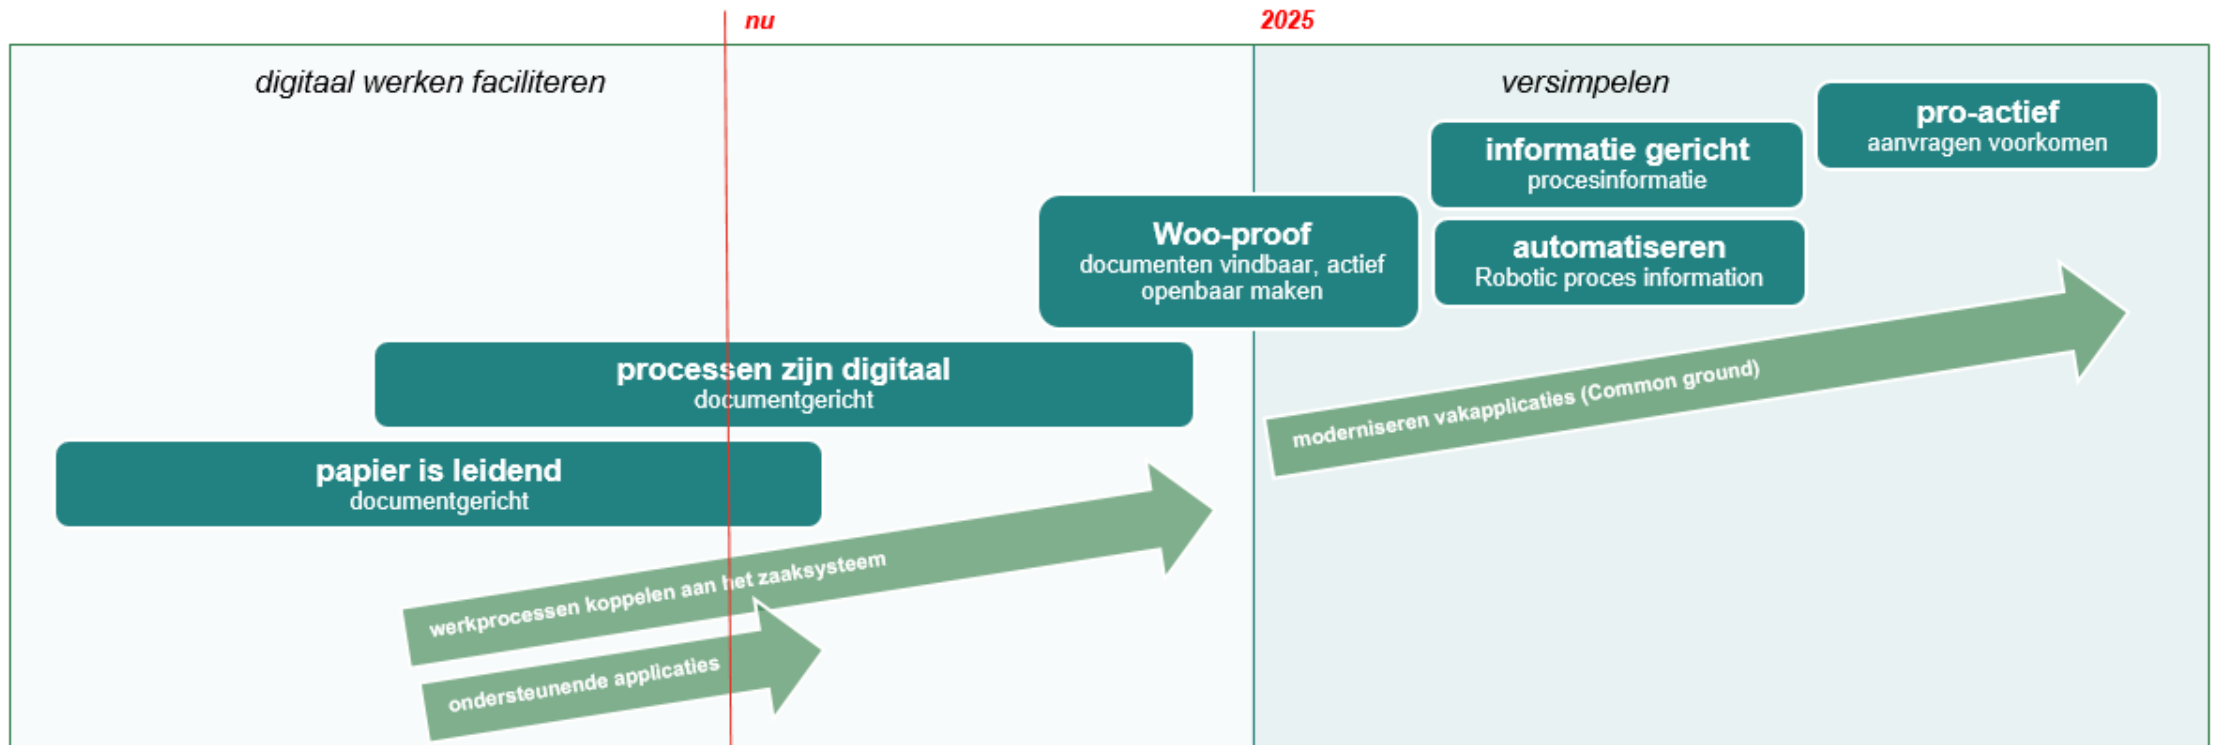 nu
2025
digitaal werken faciliteren
versimpelen
pro-actief
aanvragen voorkomen
informatie gericht
procesinformatie
Woo-proof
documenten vindbaar, actief
openbaar maken
automatiseren
Robotic proces information
processen zijn digitaal
documentgericht
moderniseren vakapplicaties (Common ground)
papier is leidend
documentgericht
werkprocessen koppelen aan het zaaksysteem
ondersteunende applicaties